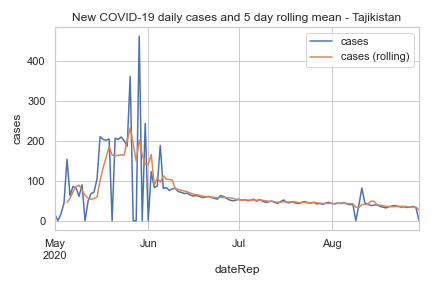 New COVID-19 daily cases and 5 day rolling mean - Tajikistan
cases
cases (rolling)
cases
400
300
200
100
0
May Jun Jul Aug
2020
dateRep